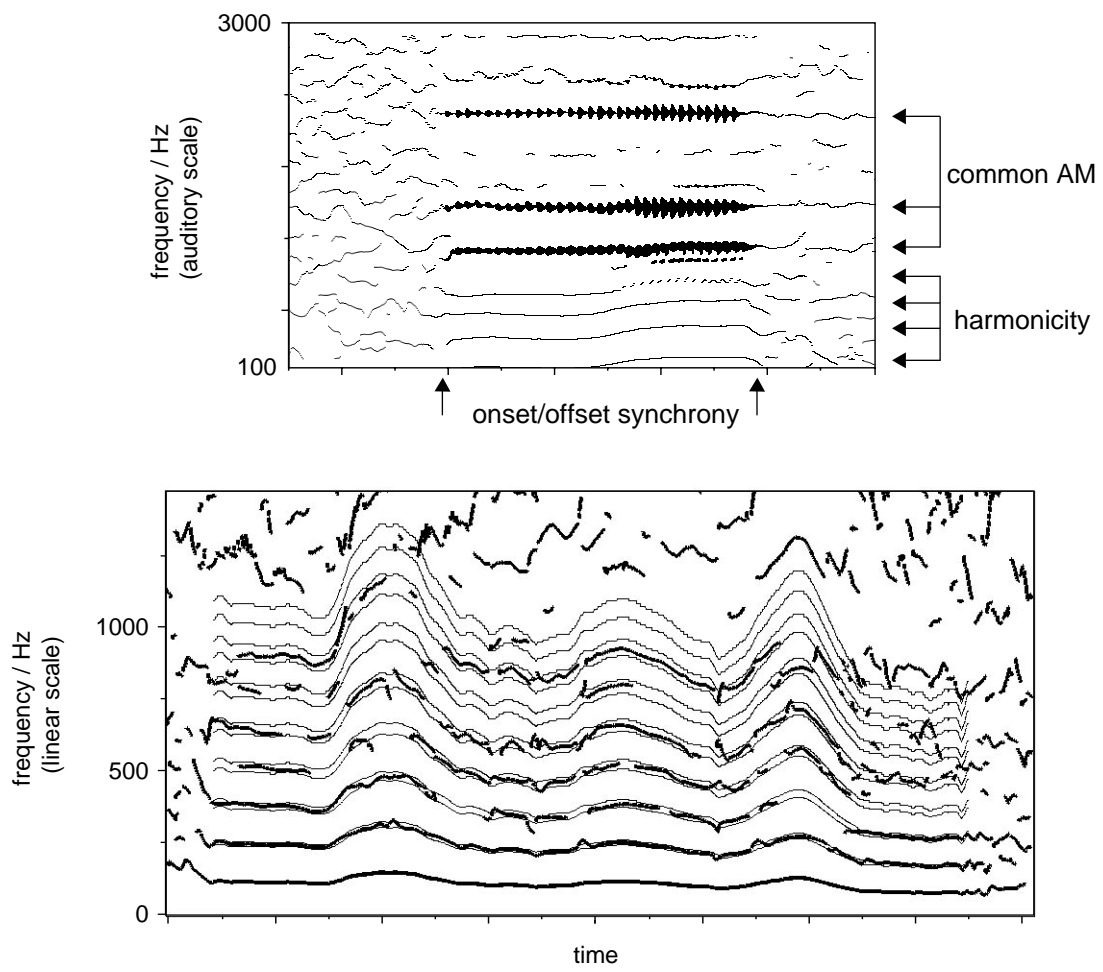 3000
frequency / Hz
(auditory scale)
100
common AM
harmonicity
onset/offset synchrony
frequency / Hz
(linear scale)
1000
500
0
time